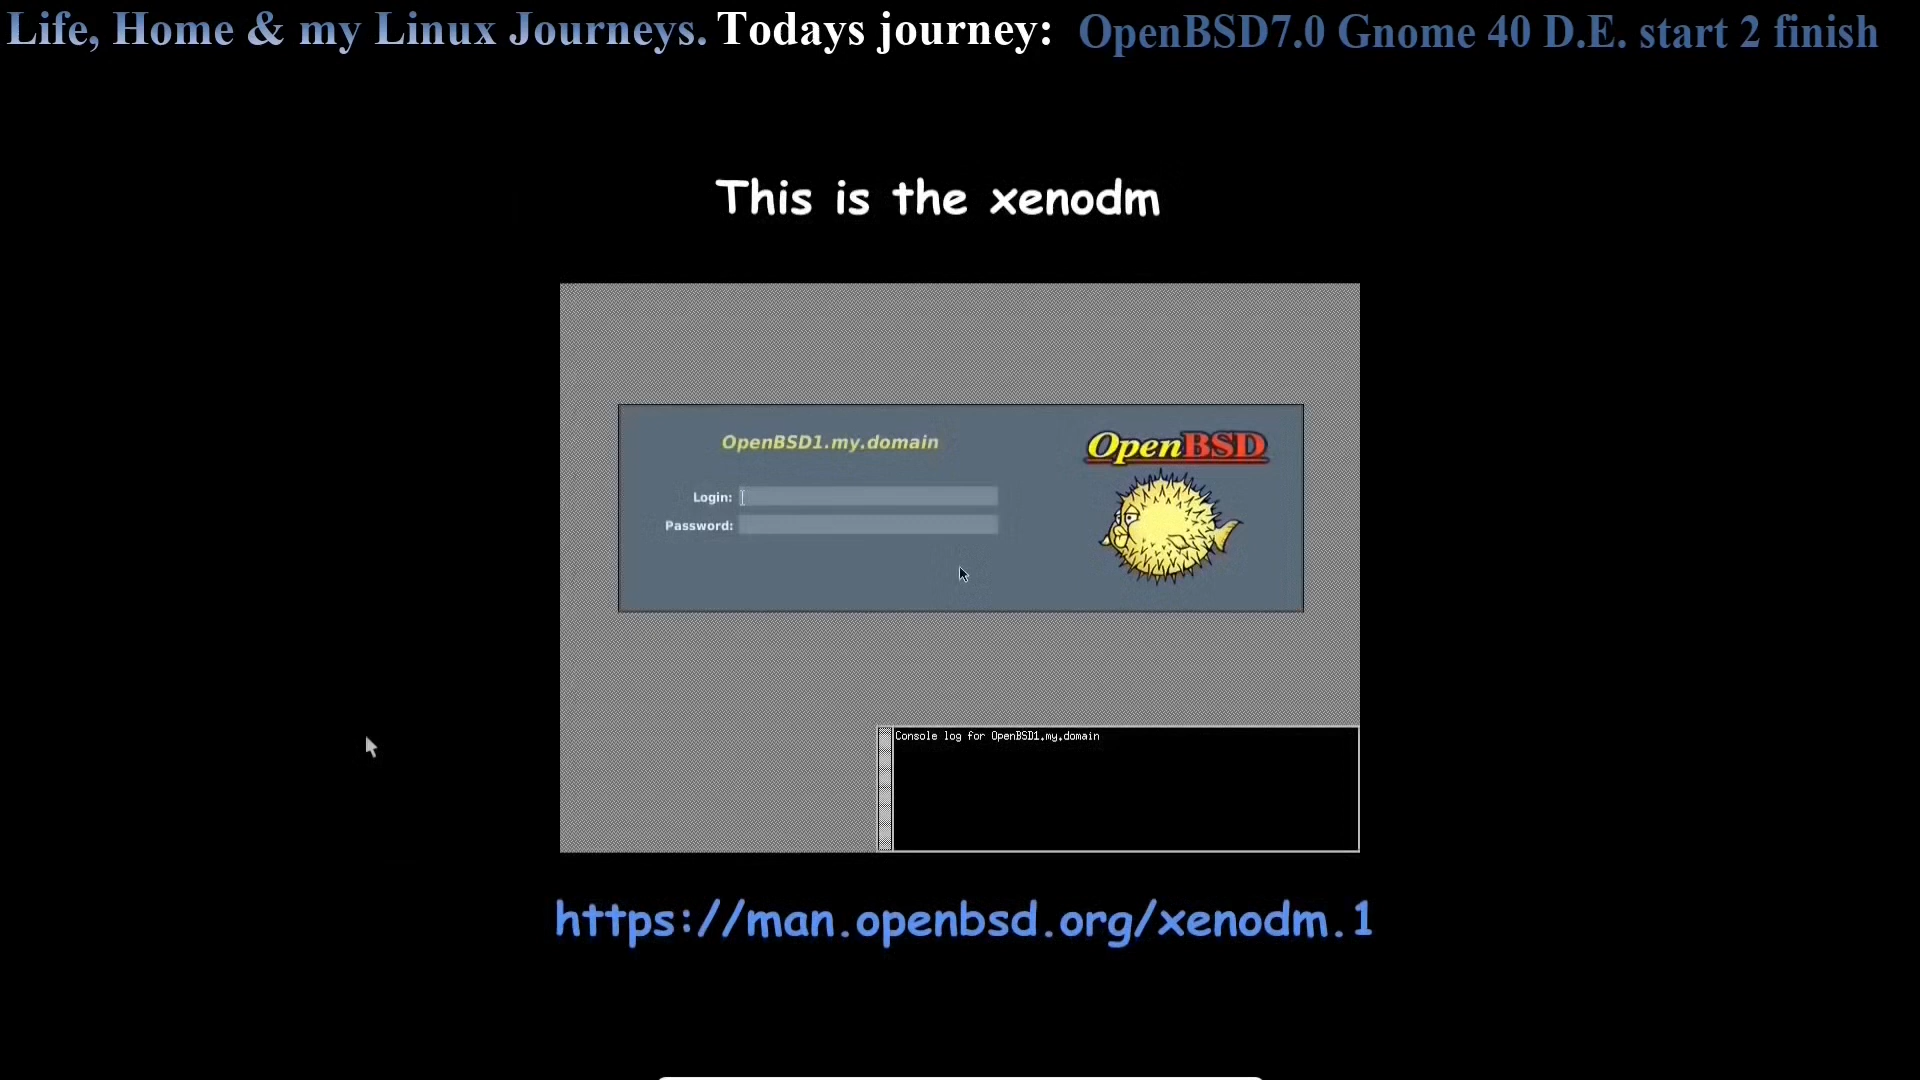 Life, Home & my Linux Journeys. Todays journey: OpenBSD7.0 Gnome 40 D.E. start 2 finish
This is the xenodm
OpenBSD1.my.domain
OpenBSD
Login:
Password:
Console log for OpenBSD1.my.domain
https://man.openbsd.org/xenodm.1